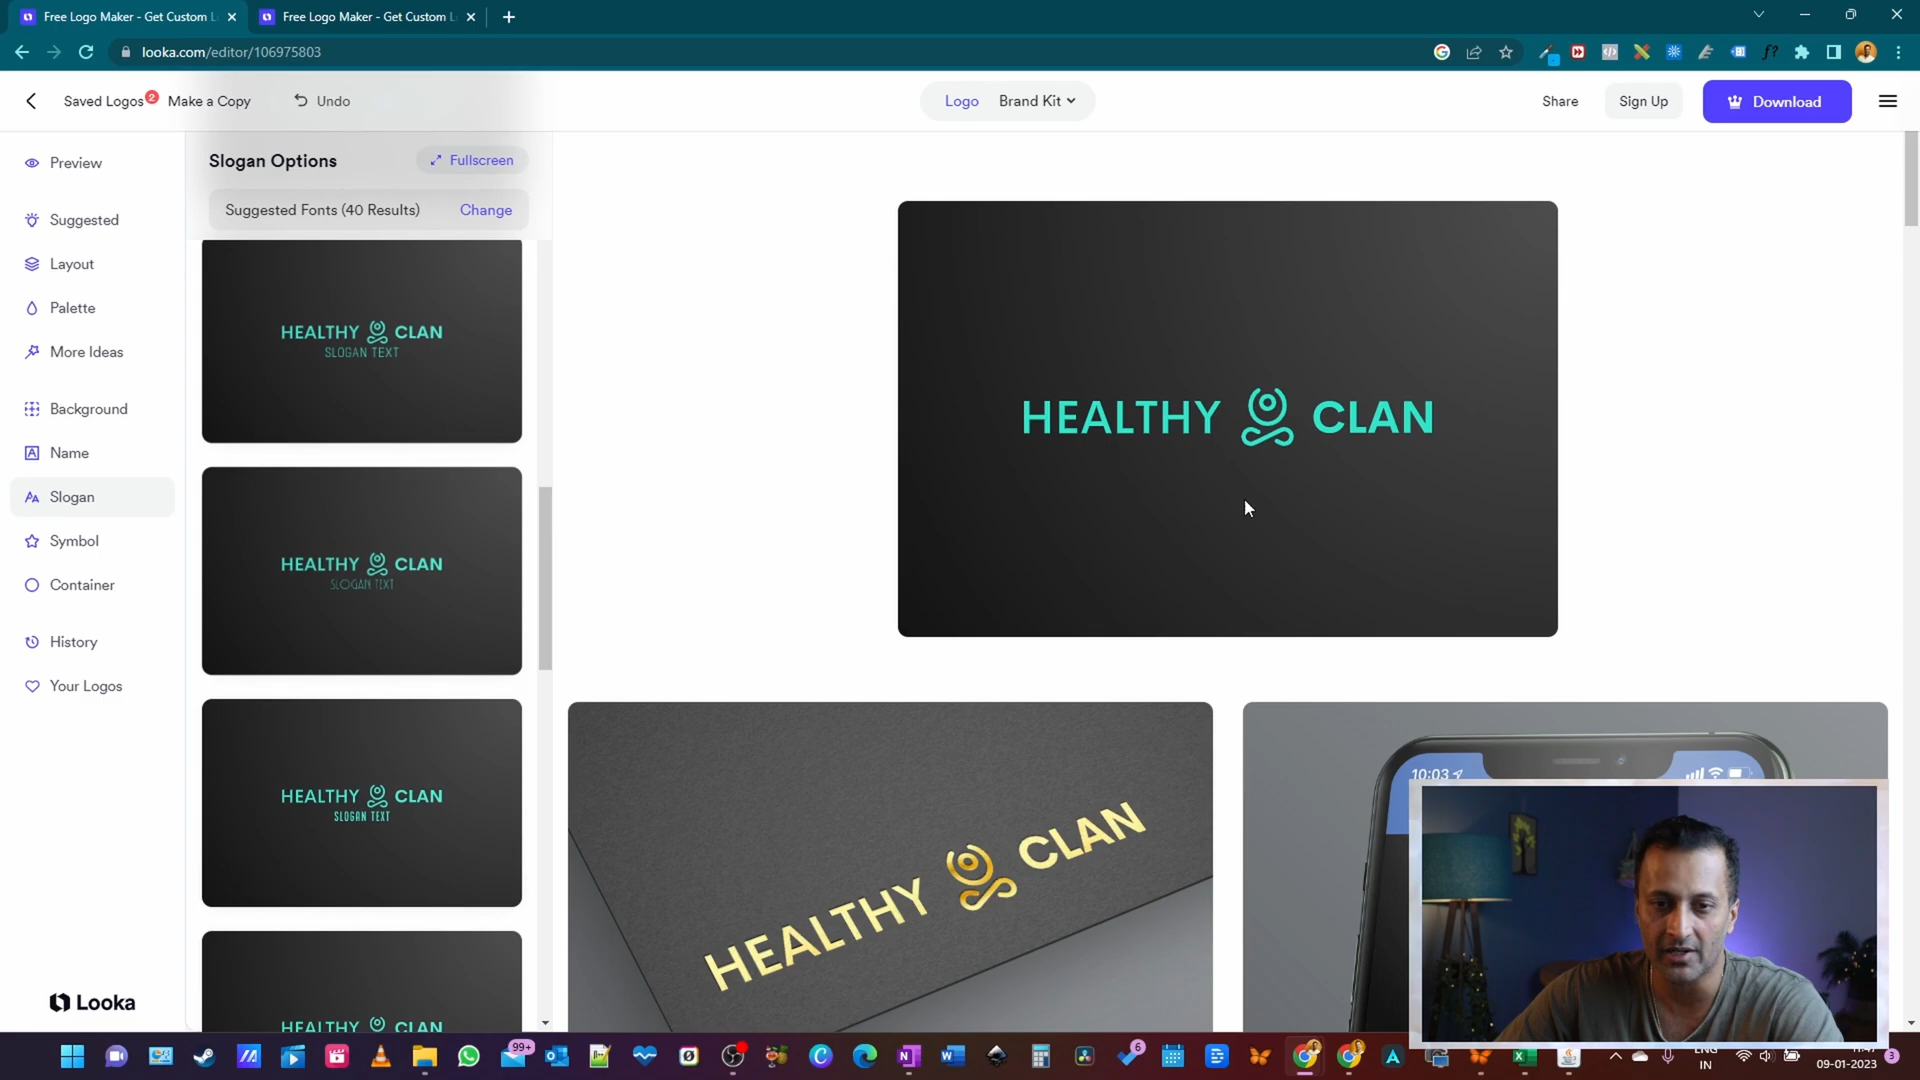 Free Logo Maker - Get Custom L
Free Logo Maker - Get Custom L
looka.com/editor/106975803
Saved Logos 2
Make a Copy
Undo
Logo
Brand Kit
Share
Sign Up
Download
Preview
Suggested
Layout
Palette
More Ideas
Background
Name
Slogan
Symbol
Container
History
Your Logos
Looka
Slogan Options
Fullscreen
Suggested Fonts (40 Results)
Change
HEALTHY CLAN
SLOGAN TEXT
HEALTHY CLAN
SLOGAN TEXT
HEALTHY CLAN
SLOGAN TEXT
HEALTHY CLAN
HEALTHY CLAN
HEALTHY CLAN
10:03
99+
6
ENG
IN
09-01-2023
3